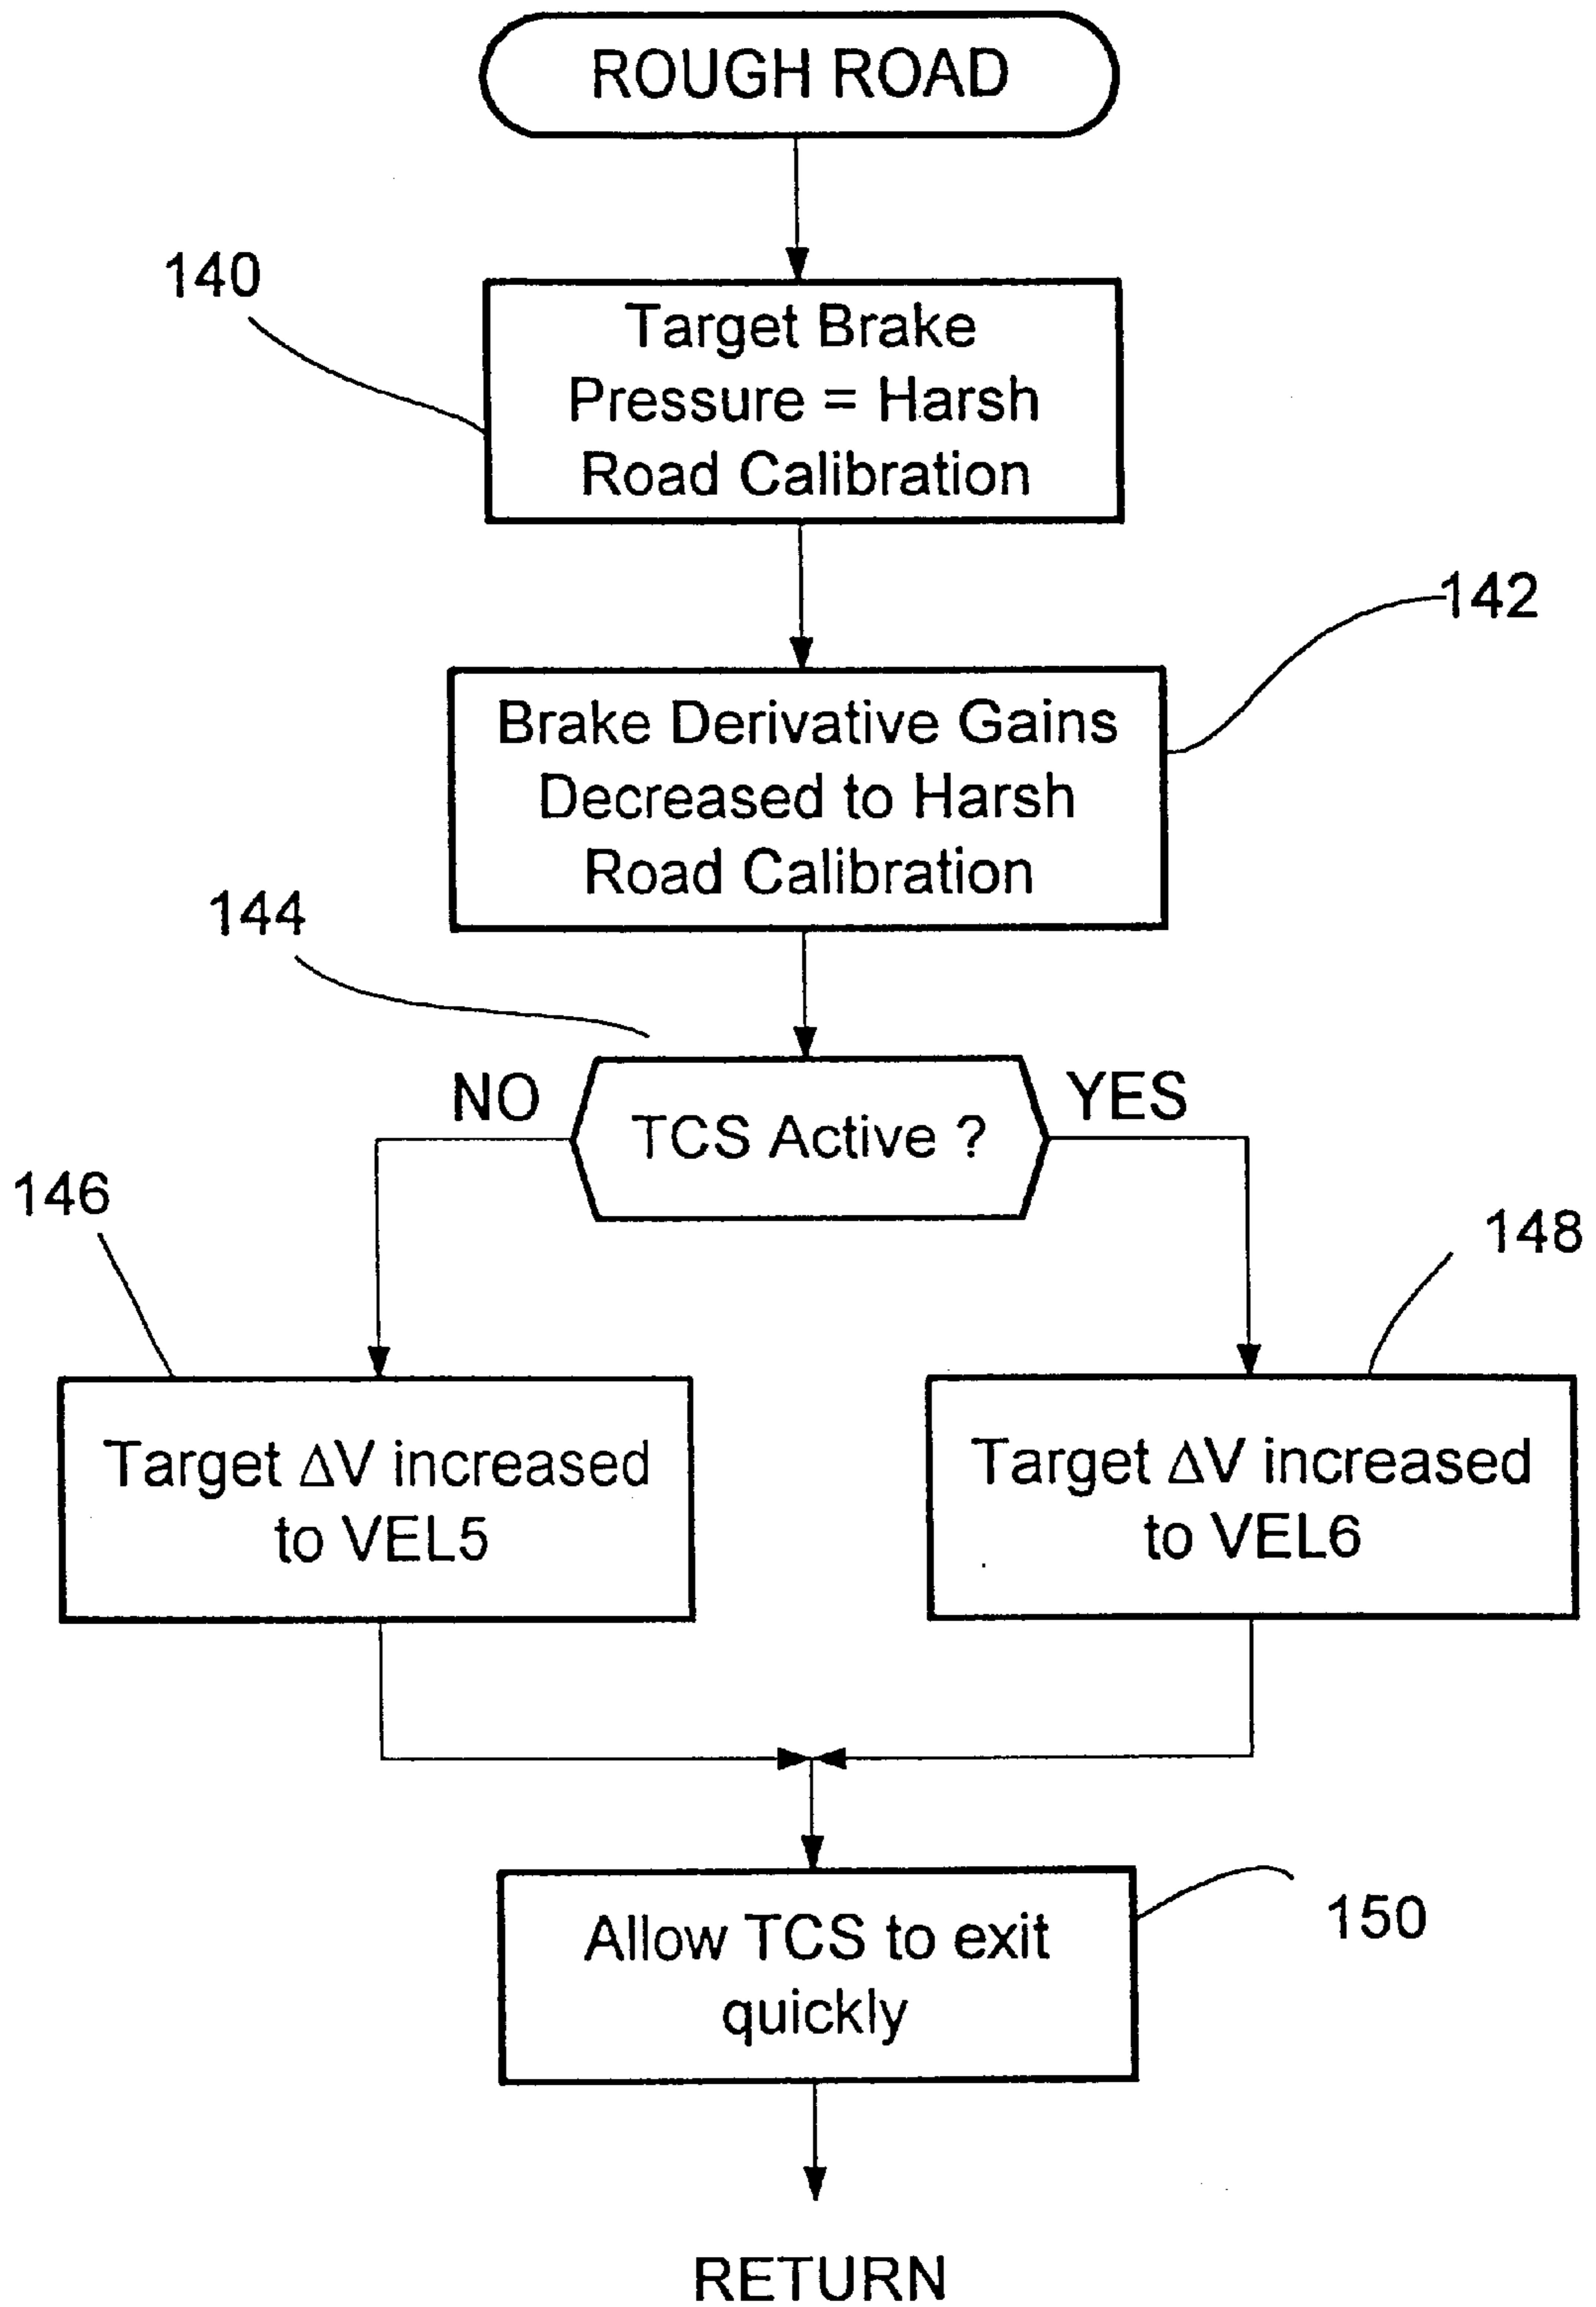 ROUGH ROAD
140
Target Brake
Pressure = Harsh
Road Calibration
142
Brake Derivative Gains
Decreased to Harsh
Road Calibration
144
NO
TCS Active ?
YES
146
148
Target ΔV increased
to VEL5
Target ΔV increased
to VEL6
Allow TCS to exit
quickly
150
RETURN